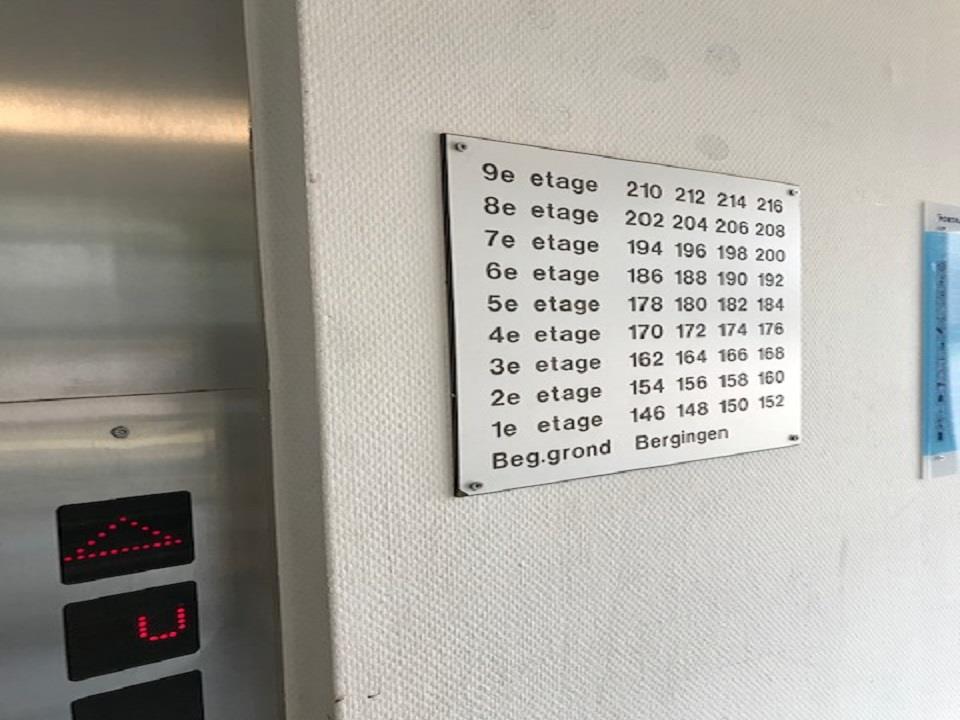 9e etage 210 212 214 216
8e etage 202 204 206 208
7e etage 194 196 198 200
6e etage 186 188 190 192
5e etage 178 180 182 184
4e etage 170 172 174 176
3e etage 162 164 166 168
2e etage 154 156 158 160
1e etage 146 148 150 152
Beg.grond Bergingen